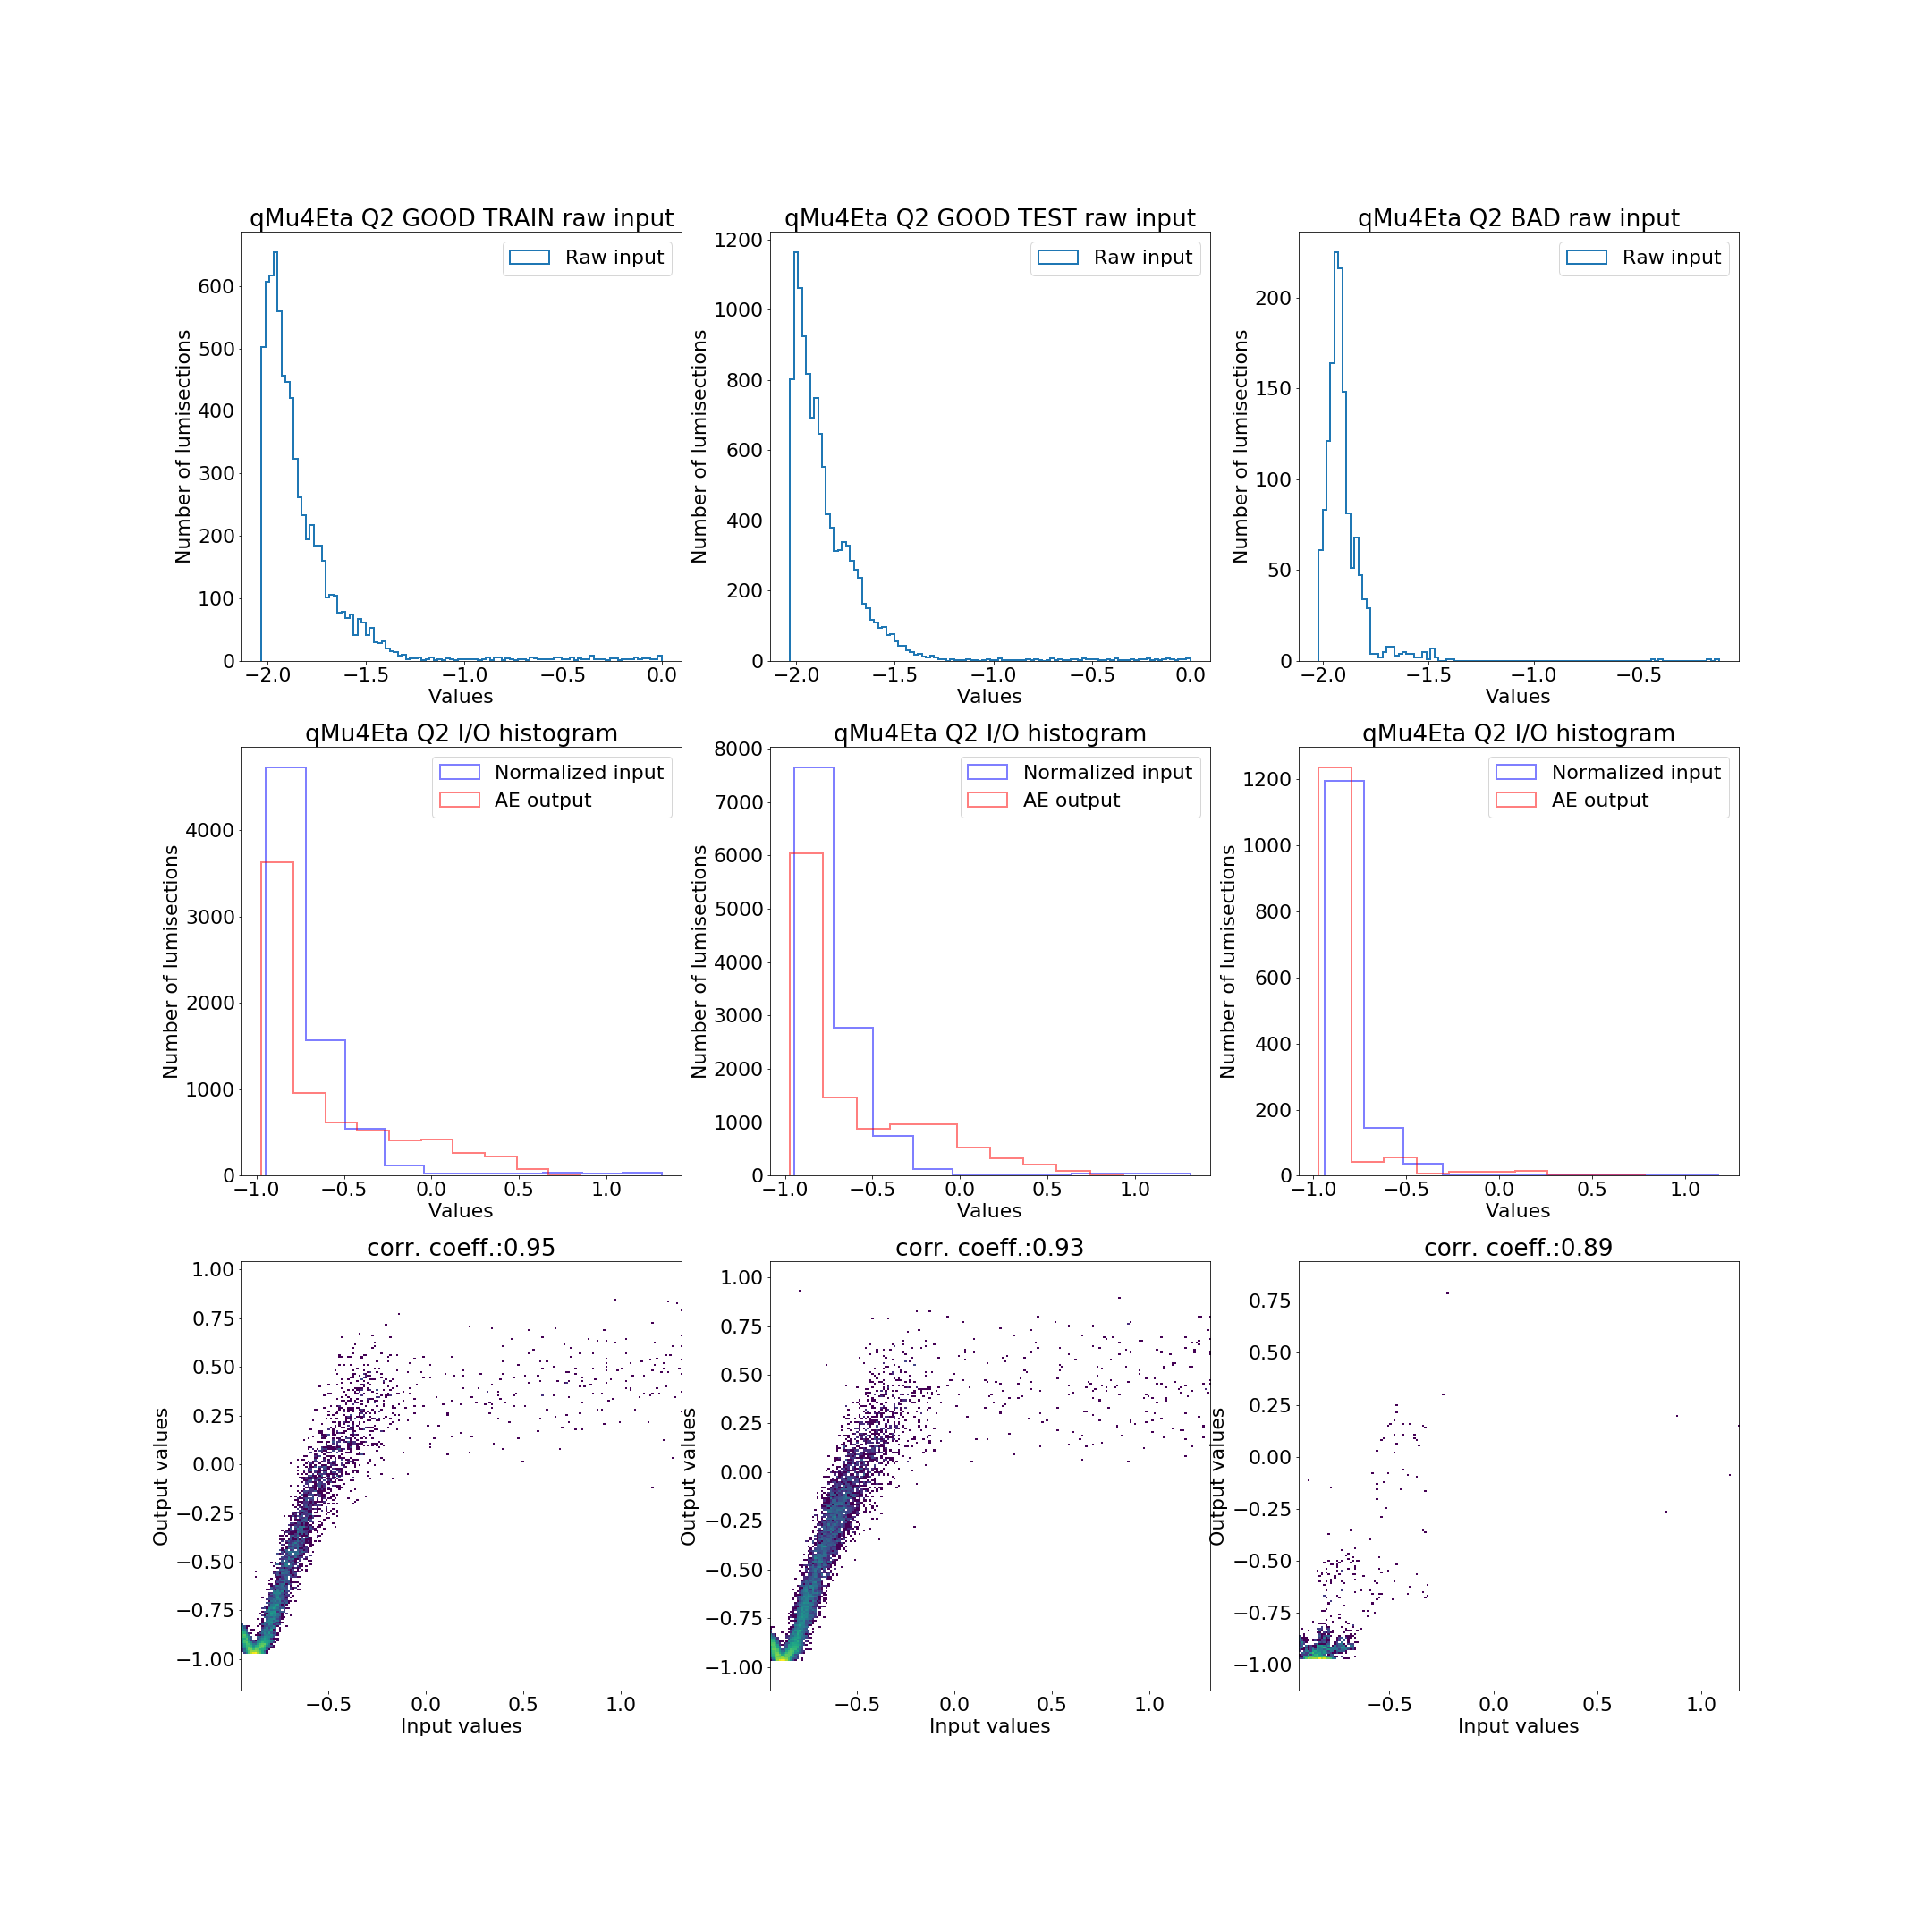 qMu4Eta Q2 GOOD TRAIN raw input
Raw input
Number of lumisections
600
500
400
300
200
100
0
−2.0 −1.5 −1.0 −0.5 0.0
Values
qMu4Eta Q2 GOOD TEST raw input
Raw input
Number of lumisections
1200
1000
800
600
400
200
0
−2.0 −1.5 −1.0 −0.5 0.0
Values
qMu4Eta Q2 BAD raw input
Raw input
Number of lumisections
200
150
100
50
0
−2.0 −1.5 −1.0 −0.5
Values
qMu4Eta Q2 I/O histogram
Normalized input
AE output
Number of lumisections
4000
3000
2000
1000
0
−1.0 −0.5 0.0 0.5 1.0
Values
qMu4Eta Q2 I/O histogram
Normalized input
AE output
Number of lumisections
8000
7000
6000
5000
4000
3000
2000
1000
0
−1.0 −0.5 0.0 0.5 1.0
Values
qMu4Eta Q2 I/O histogram
Normalized input
AE output
Number of lumisections
1200
1000
800
600
400
200
0
−1.0 −0.5 0.0 0.5 1.0
Values
corr. coeff.:0.95
Output values
1.00
0.75
0.50
0.25
0.00
−0.25
−0.50
−0.75
−1.00
−0.5 0.0 0.5 1.0
Input values
corr. coeff.:0.93
Output values
1.00
0.75
0.50
0.25
0.00
−0.25
−0.50
−0.75
−1.00
−0.5 0.0 0.5 1.0
Input values
corr. coeff.:0.89
Output values
0.75
0.50
0.25
0.00
−0.25
−0.50
−0.75
−1.00
−0.5 0.0 0.5 1.0
Input values